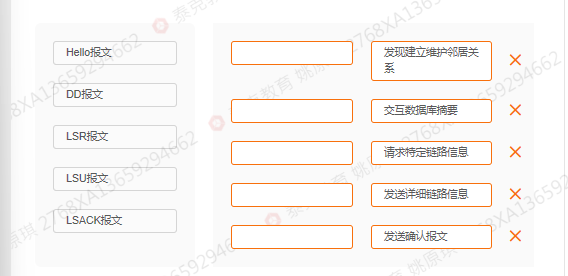 Hello报文
DD报文
LSR报文
LSU报文
LSACK报文
发现建立维护邻居关
系
交互数据库摘要
请求特定链路信息
发送详细链路信息
发送确认报文